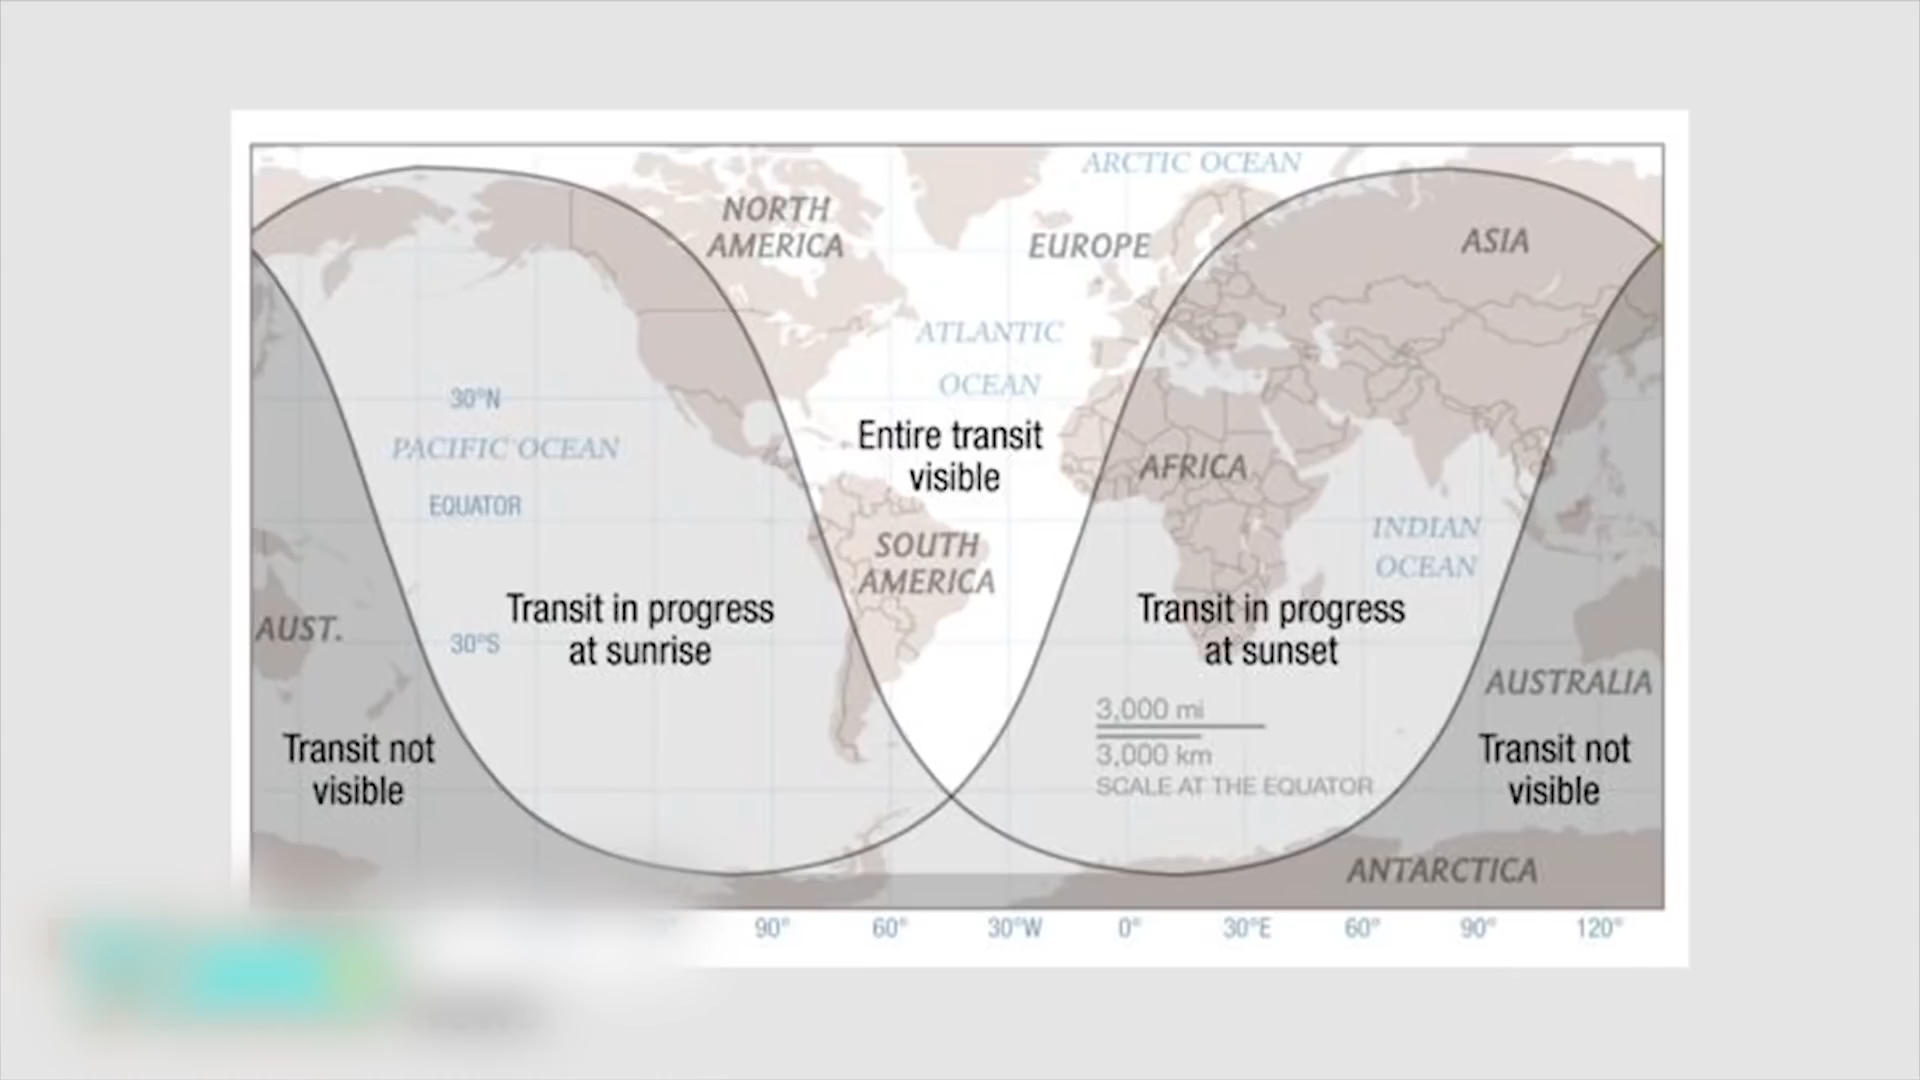 ARCTIC OCEAN
NORTH
AMERICA
EUROPE
ASIA
ATLANTIC
OCEAN
30°N
PACIFIC OCEAN
Entire transit
visible
AFRICA
EQUATOR
SOUTH
AMERICA
INDIAN
OCEAN
Transit in progress
at sunrise
Transit in progress
at sunset
AUST.
30°S
AUSTRALIA
3,000 mi
3,000 km
SCALE AT THE EQUATOR
Transit not
visible
Transit not
visible
ANTARCTICA
90° 60° 30°W 0° 30°E 60° 90° 120°